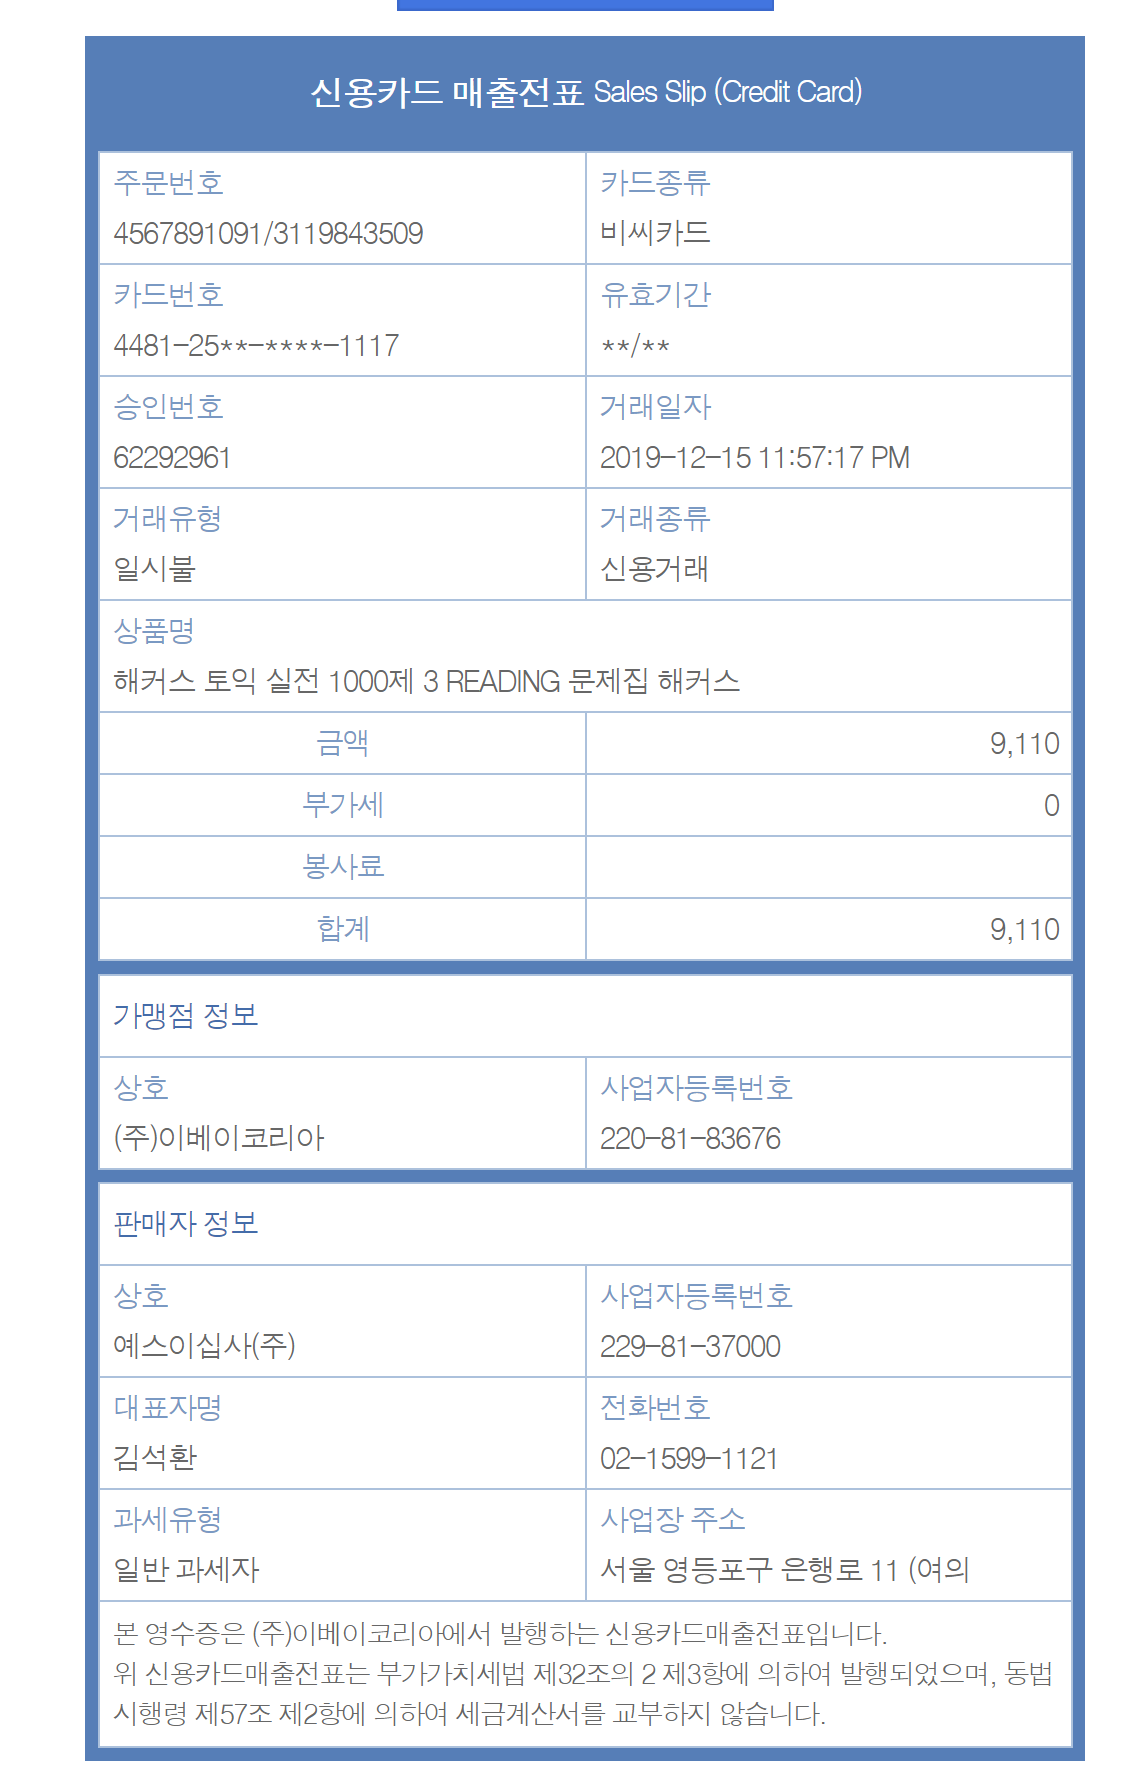 신용카드 매출전표 Sales Slip (Credit Card)
주문번호
4567891091/3119843509
카드종류
비씨카드
카드번호
4481-25**-****-1117
유효기간
**/**
승인번호
62292961
거래일자
2019-12-15 11:57:17 PM
거래유형
일시불
거래종류
신용거래
상품명
해커스 토익 실전 1000제 3 READING 문제집 해커스
금액 9,110
부가세 0
봉사료
합계 9,110
가맹점 정보
상호
(주)이베이코리아
사업자등록번호
220-81-83676
판매자 정보
상호
예스이십사(주)
사업자등록번호
229-81-37000
대표자명
김석환
전화번호
02-1599-1121
과세유형
일반 과세자
사업장 주소
서울 영등포구 은행로 11 (여의
본 영수증은 (주)이베이코리아에서 발행하는 신용카드매출전표입니다.
위 신용카드매출전표는 부가가치세법 제32조의 2 제3항에 의하여 발행되었으며, 동법
시행령 제57조 제2항에 의하여 세금계산서를 교부하지 않습니다.